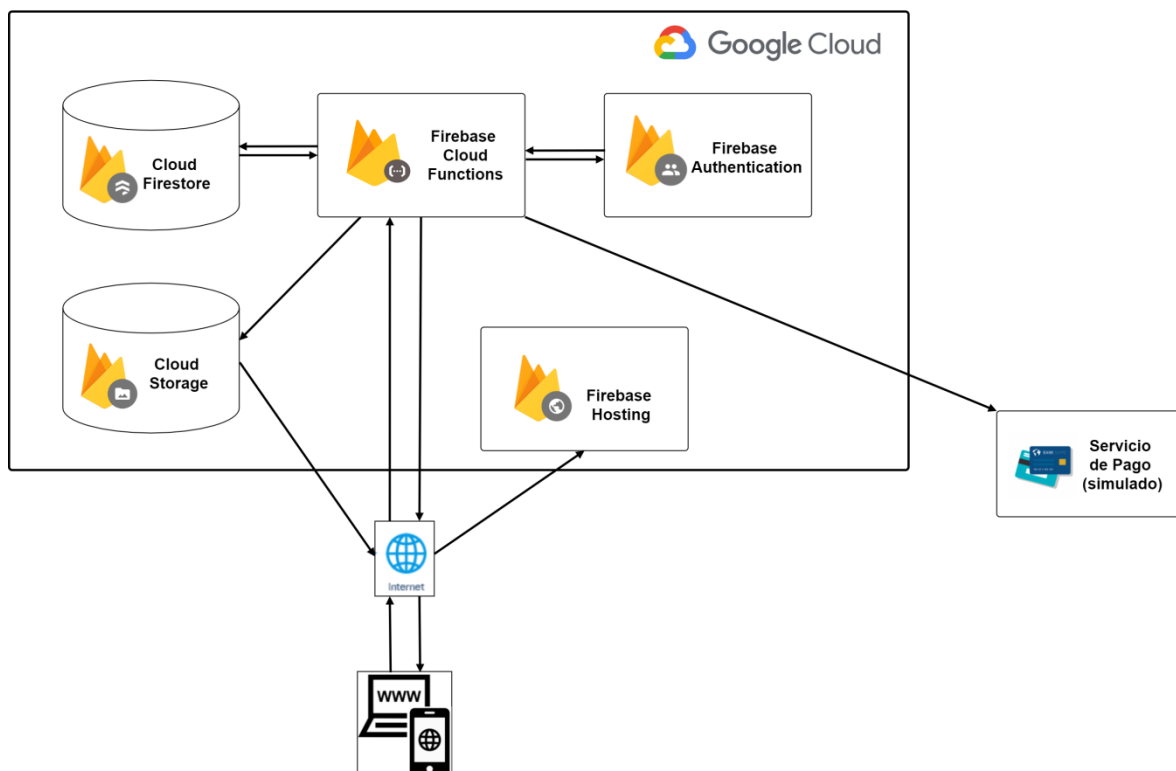 Google Cloud
Cloud
Firestore
Firebase
Cloud
Functions
Firebase
Authentication
Cloud
Storage
Firebase
Hosting
Servicio
de Pago
(simulado)
Internet
WWW